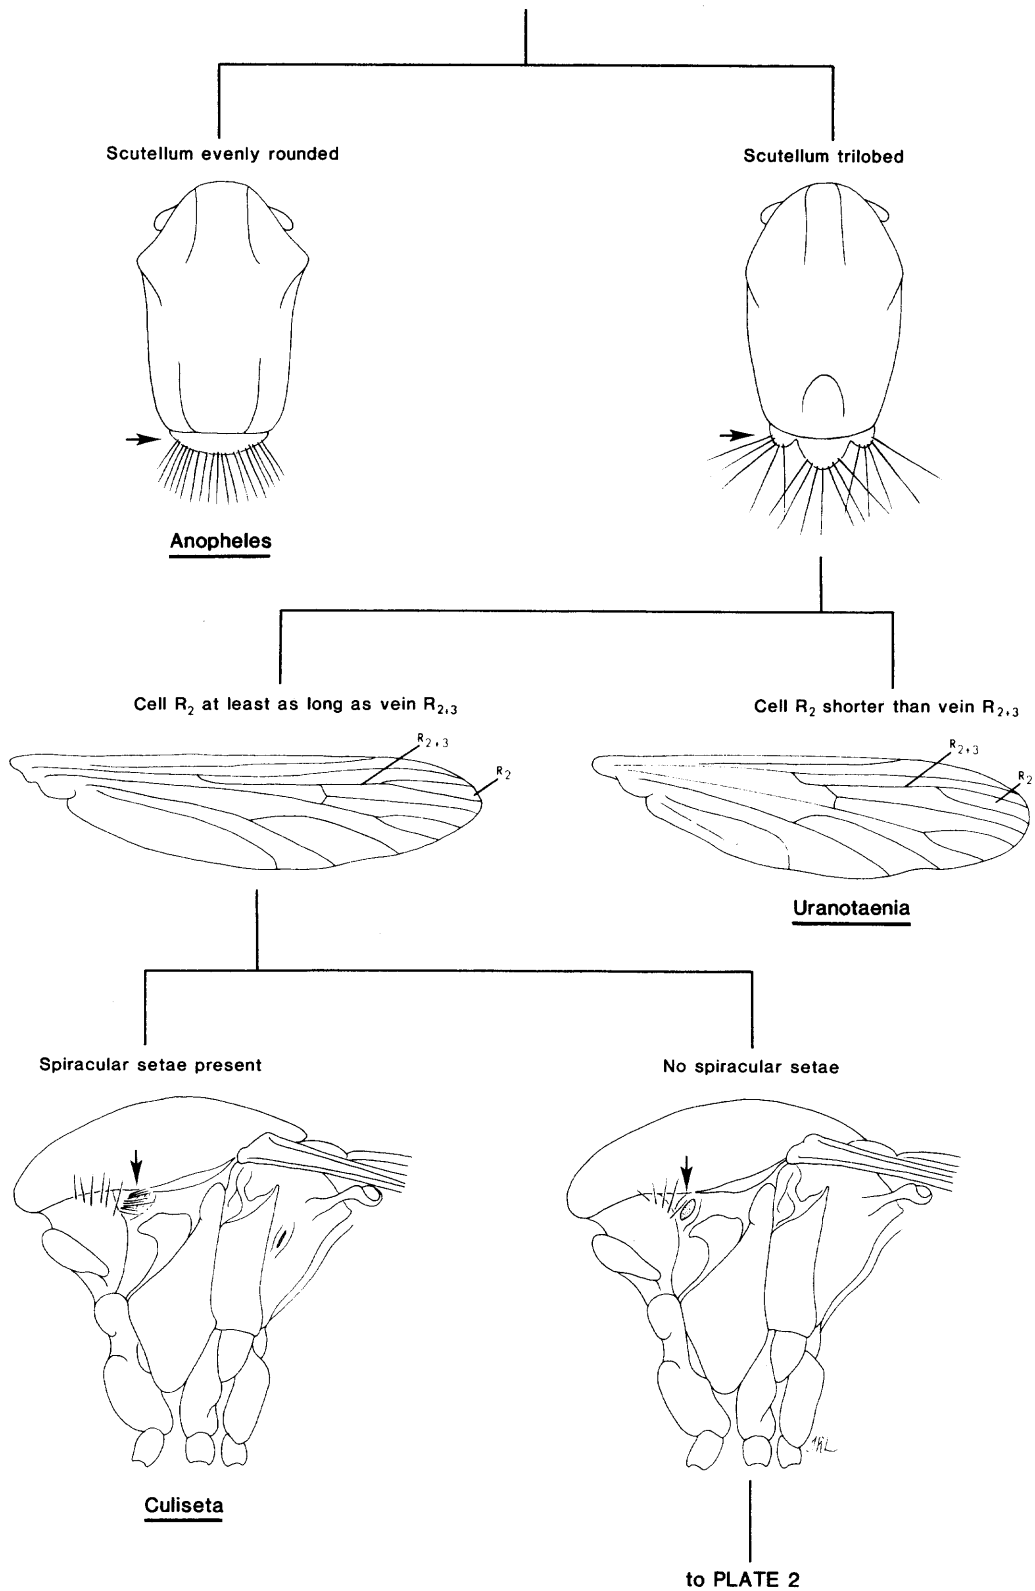 Scutellum evenly rounded
Scutellum trilobed
Anopheles
Cell R₂ at least as long as vein R₂₊₃
Cell R₂ shorter than vein R₂₊₃
R₂₊₃
R₂
R₂₊₃
R₂
Uranotaenia
Spiracular setae present
No spiracular setae
Culiseta
to PLATE 2